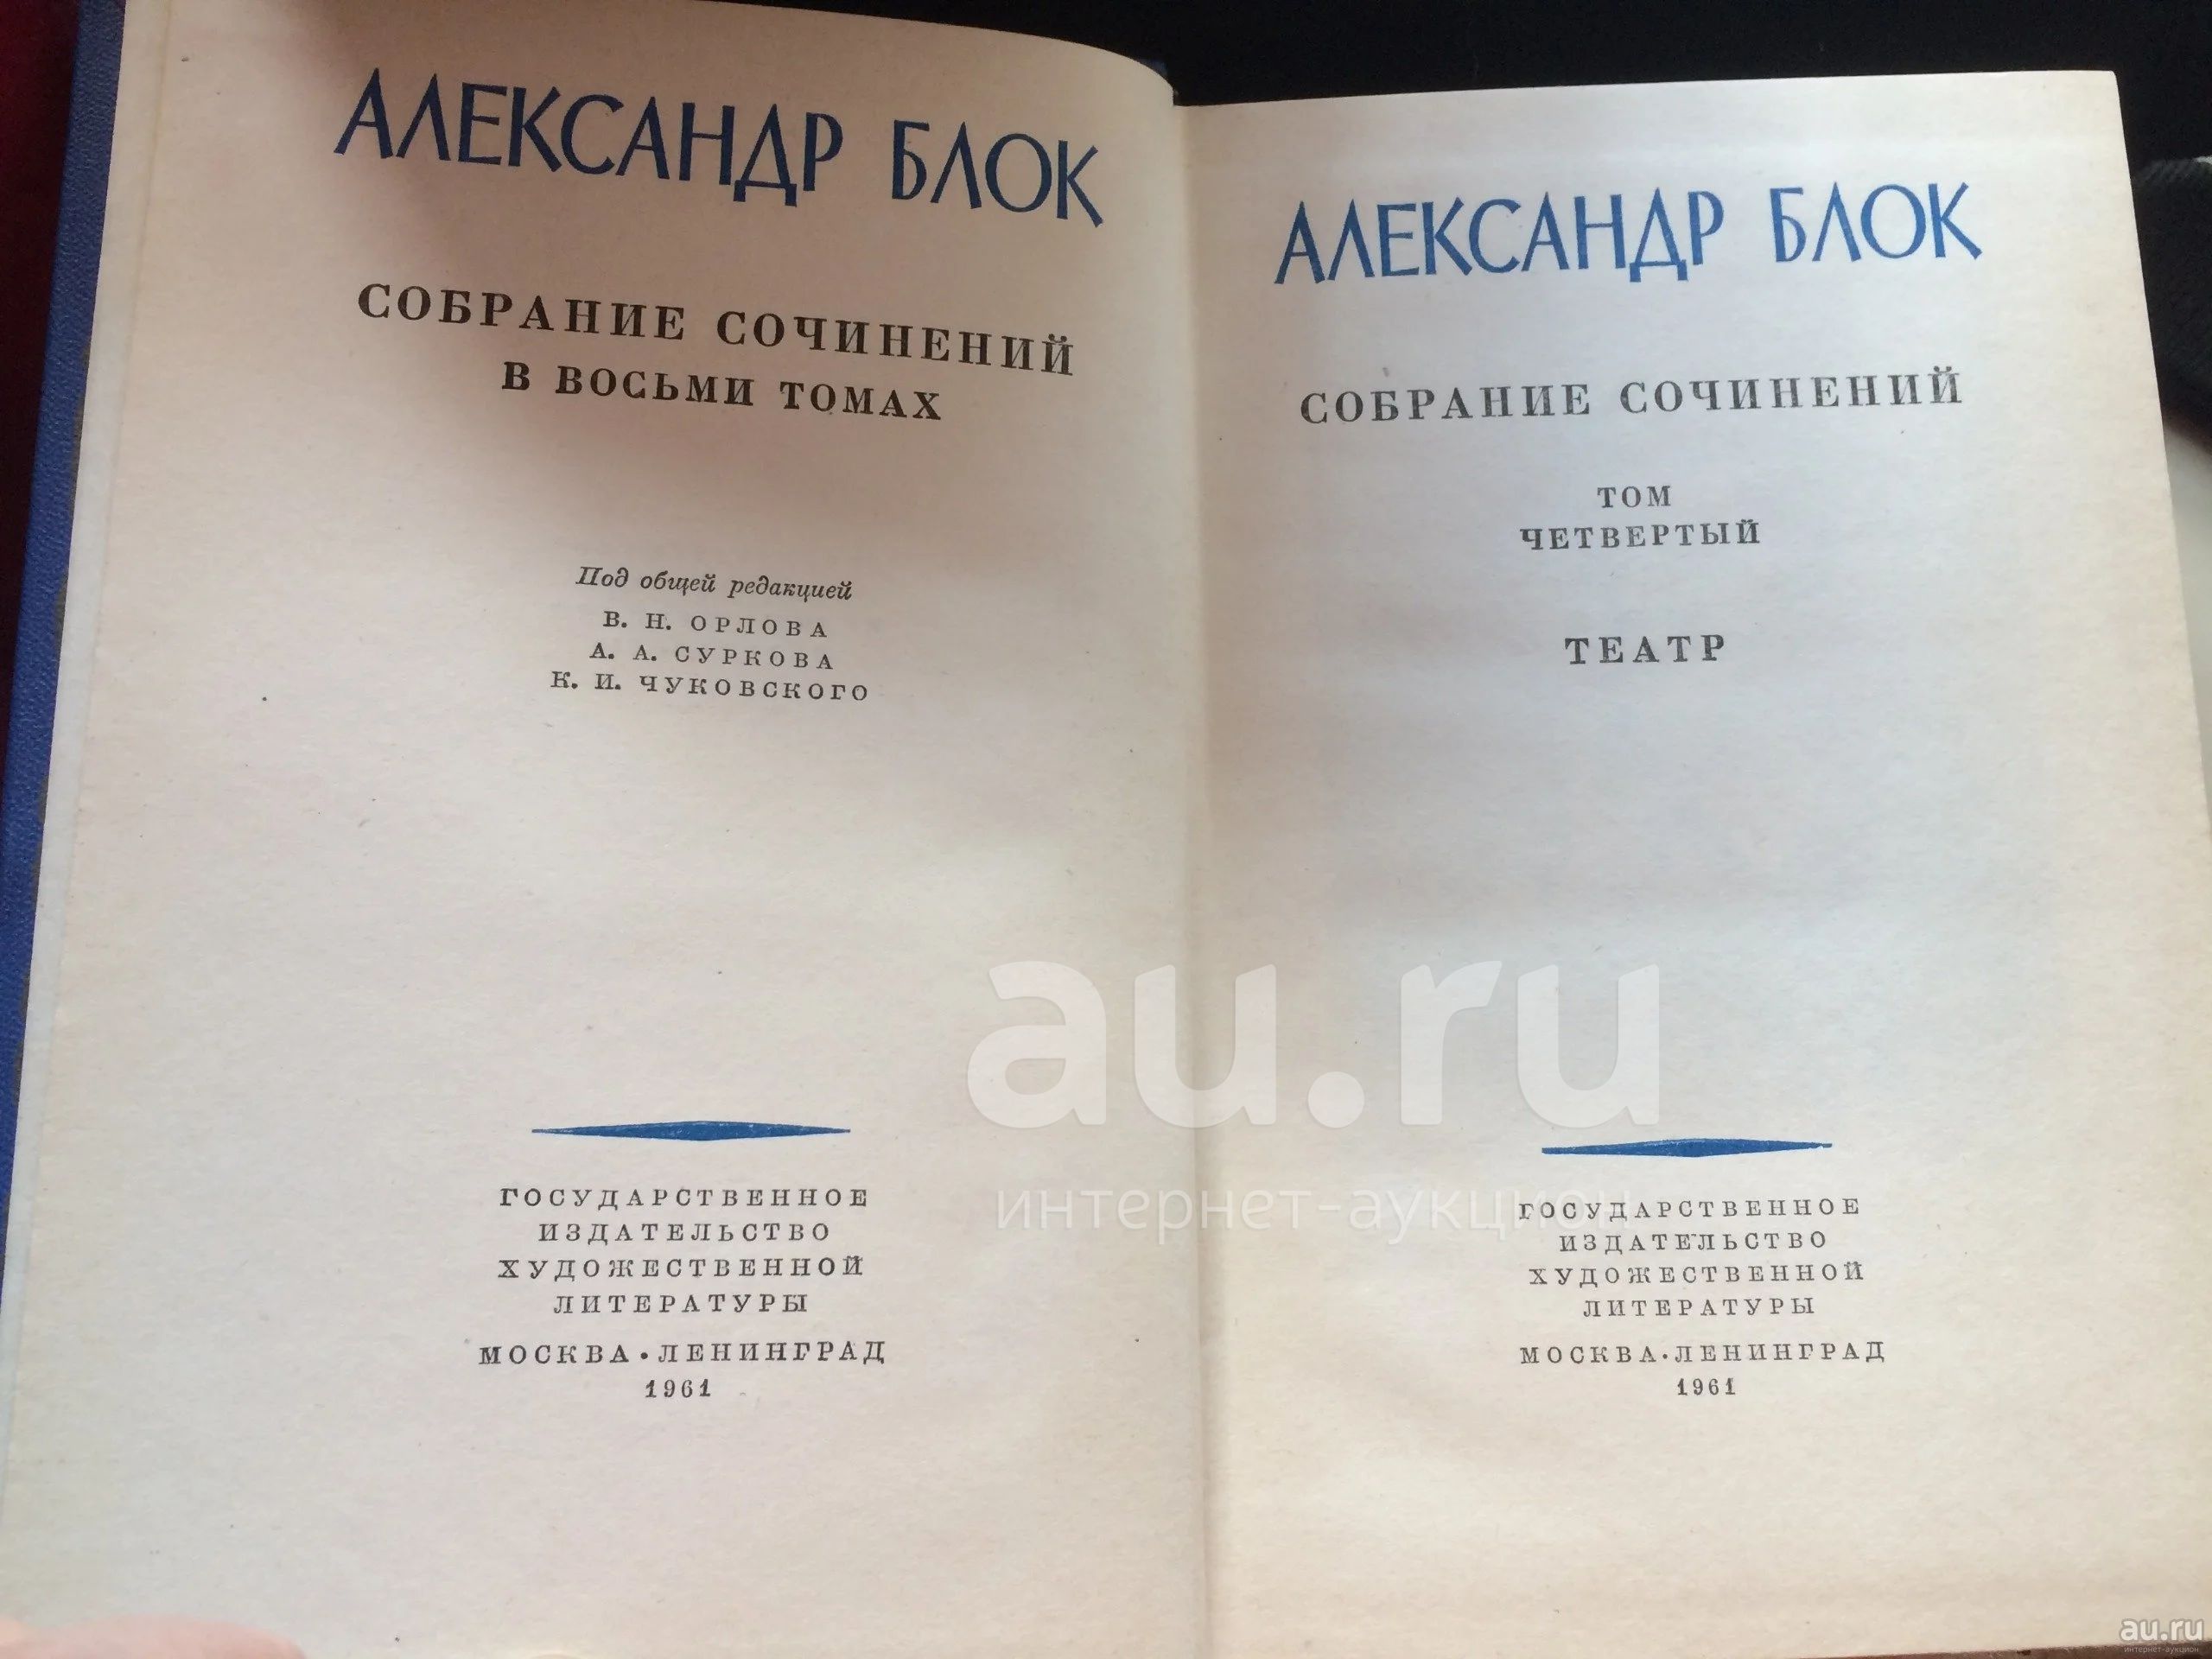 АЛЕКСАНДР БЛОК
СОБРАНИЕ СОЧИНЕНИЙ
В ВОСЬМИ ТОМАХ
Под общей редакцией
В. Н. ОРЛОВА
А. А. СУРКОВА
К. И. ЧУКОВСКОГО
ГОСУДАРСТВЕННОЕ
ИЗДАТЕЛЬСТВО
ХУДОЖЕСТВЕННОЙ
ЛИТЕРАТУРЫ
МОСКВА • ЛЕНИНГРАД
1961
АЛЕКСАНДР БЛОК
СОБРАНИЕ СОЧИНЕНИЙ
ТОМ
ЧЕТВЕРТЫЙ
ТЕАТР
ГОСУДАРСТВЕННОЕ
ИЗДАТЕЛЬСТВО
ХУДОЖЕСТВЕННОЙ
ЛИТЕРАТУРЫ
МОСКВА • ЛЕНИНГРАД
1961
au.ru
интернет-аукцион
au.ru
интернет-аукцион